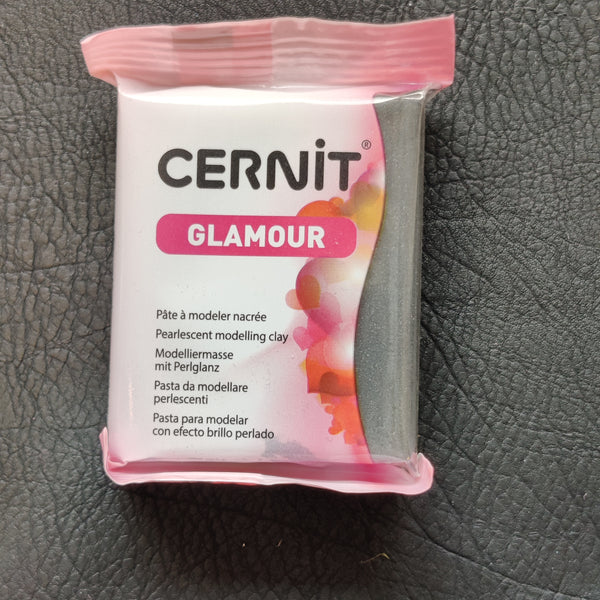 CERNiT®
GLAMOUR
Pâte à modeler nacrée
Pearlescent modelling clay
Modelliermasse
mit Perlglanz
Pasta da modellare
perlescenti
Pasta para modelar
con efecto brillo perlado